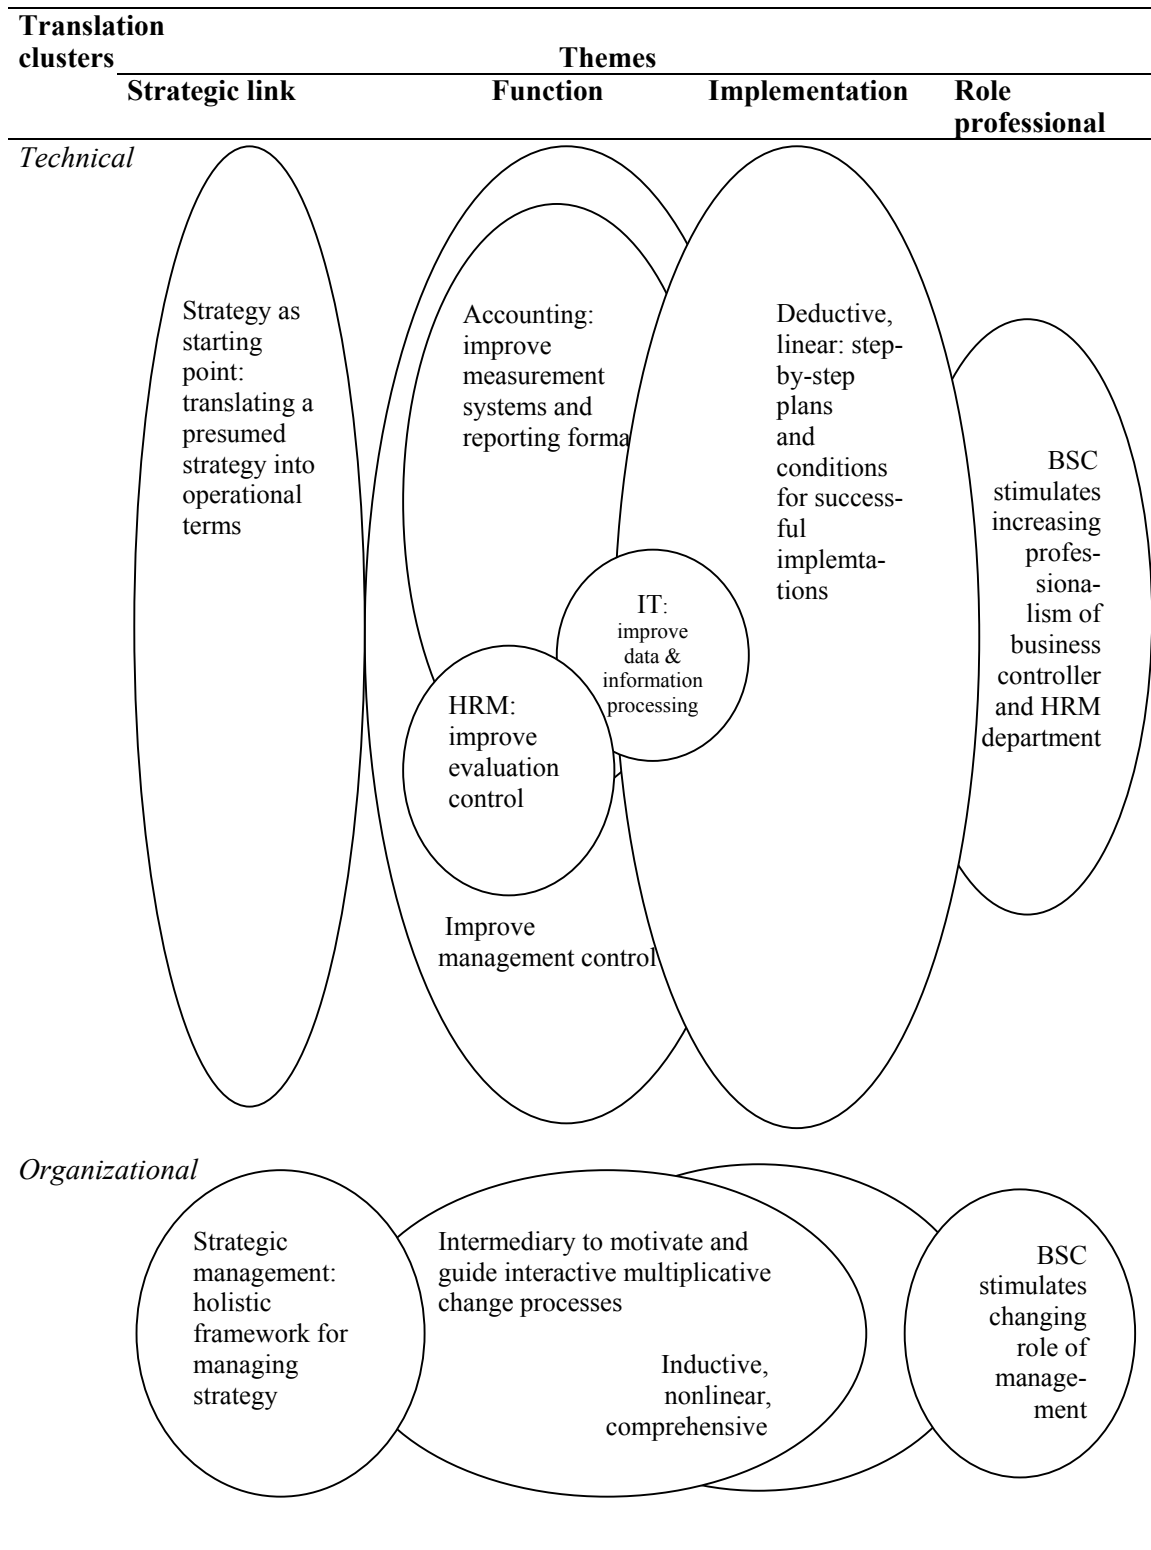 Translation
clusters
Themes
Strategic link
Function
Implementation
Role
professional
Technical
Strategy as
starting
point:
translating a
presumed
strategy into
operational
terms
Accounting:
improve
measurement
systems and
reporting forma
IT:
improve
data &
information
processing
HRM:
improve
evaluation
control
Improve
management control
Deductive,
linear: step-
by-step
plans
and
conditions
for success-
ful
implemta-
tions
BSC
stimulates
increasing
profes-
siona-
lism of
business
controller
and HRM
department
Organizational
Strategic
management:
holistic
framework for
managing
strategy
Intermediary to motivate and
guide interactive multiplicative
change processes
Inductive,
nonlinear,
comprehensive
BSC
stimulates
changing
role of
manage-
ment